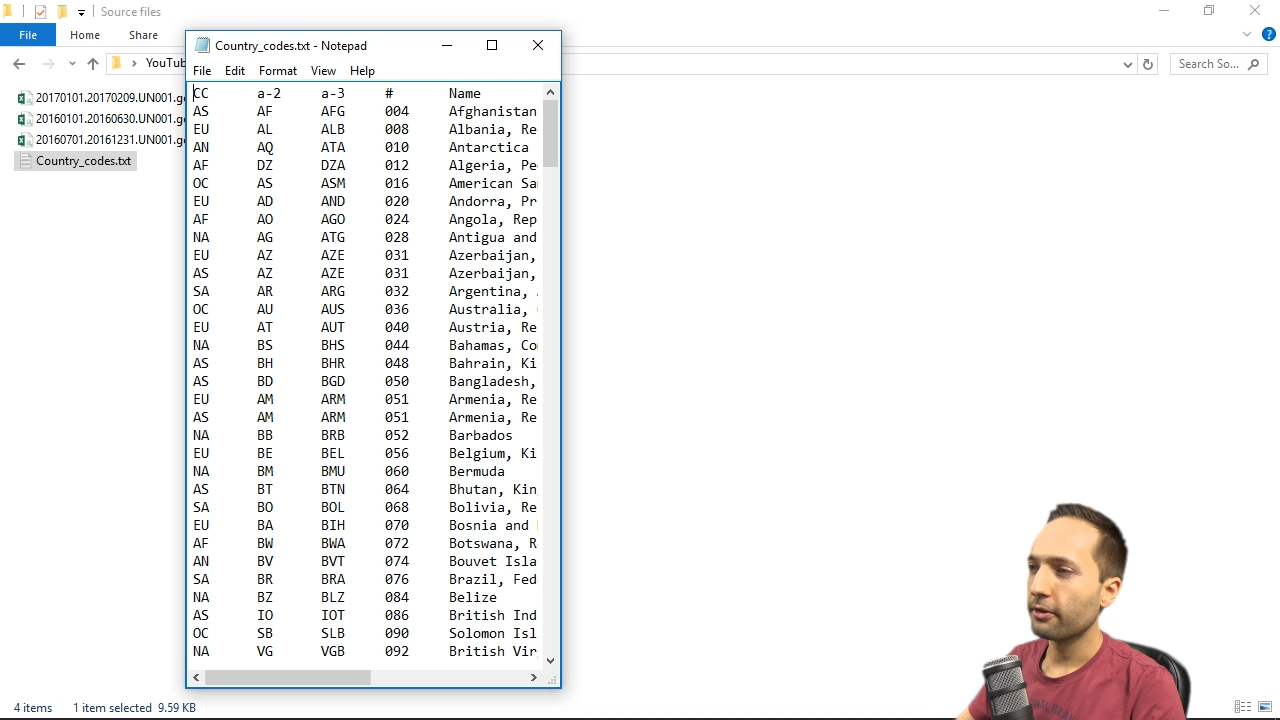 Source files
File Home Share
YouTub
Search So...
20170101.20170209.UN001.g
20160101.20160630.UN001.g
20160701.20161231.UN001.g
Country_codes.txt
Country_codes.txt - Notepad
File Edit Format View Help
CC a-2 a-3 # Name
AS AF AFG 004 Afghanistan
EU AL ALB 008 Albania, Re
AN AQ ATA 010 Antarctica
AF DZ DZA 012 Algeria, Pe
OC AS ASM 016 American Sa
EU AD AND 020 Andorra, Pr
AF AO AGO 024 Angola, Rep
NA AG ATG 028 Antigua and
EU AZ AZE 031 Azerbaijan,
AS AZ AZE 031 Azerbaijan,
SA AR ARG 032 Argentina,
OC AU AUS 036 Australia,
EU AT AUT 040 Austria, Re
NA BS BHS 044 Bahamas, Co
AS BH BHR 048 Bahrain, Ki
AS BD BGD 050 Bangladesh,
EU AM ARM 051 Armenia, Re
AS AM ARM 051 Armenia, Re
NA BB BRB 052 Barbados
EU BE BEL 056 Belgium, Ki
NA BM BMU 060 Bermuda
AS BT BTN 064 Bhutan, Kin
SA BO BOL 068 Bolivia, Re
EU BA BIH 070 Bosnia and
AF BW BWA 072 Botswana, R
AN BV BVT 074 Bouvet Isla
SA BR BRA 076 Brazil, Fed
NA BZ BLZ 084 Belize
AS IO IOT 086 British Ind
OC SB SLB 090 Solomon Isl
NA VG VGB 092 British Vir
4 items 1 item selected 9.59 KB